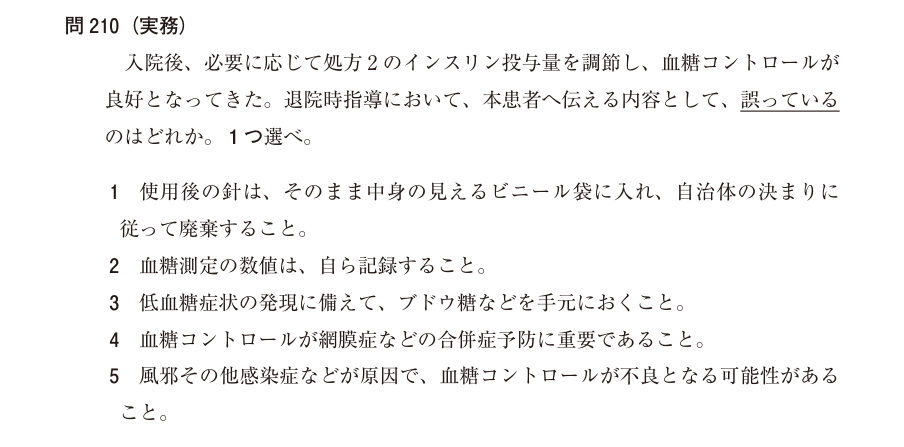 問 210（実務）
入院後、必要に応じて処方２のインスリン投与量を調節し、血糖コントロールが
良好となってきた。退院時指導において、本患者へ伝える内容として、誤っている
のはどれか。１つ選べ。
1　使用後の針は、そのまま中身の見えるビニール袋に入れ、自治体の決まりに
従って廃棄すること。
2　血糖測定の数値は、自ら記録すること。
3　低血糖症状の発現に備えて、ブドウ糖などを手元におくこと。
4　血糖コントロールが網膜症などの合併症予防に重要であること。
5　風邪その他感染症などが原因で、血糖コントロールが不良となる可能性がある
こと。